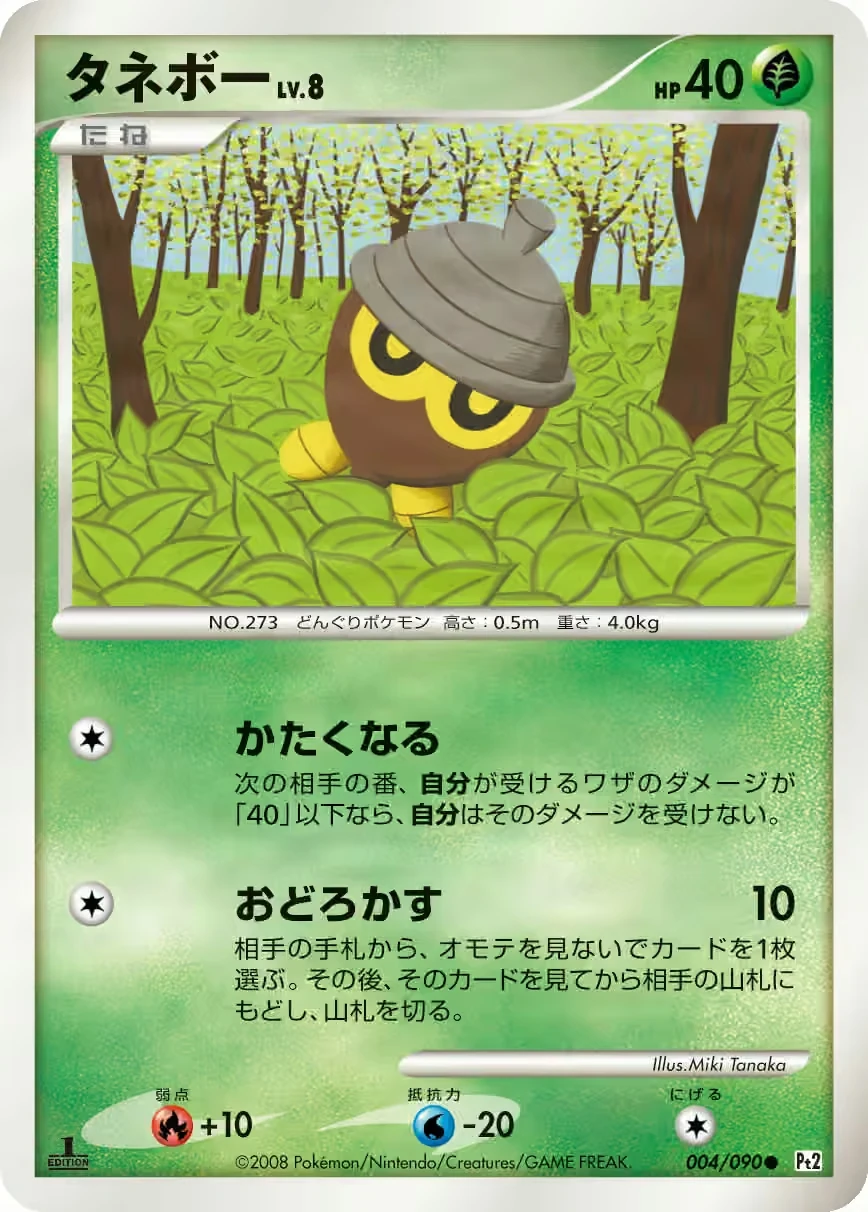 タネボー LV.8 HP40
たね
NO.273 どんぐりポケモン 高さ:0.5m 重さ:4.0kg
かたくなる
次の相手の番、自分が受けるワザのダメージが
「40」以下なら、自分はそのダメージを受けない。
おどろかす 10
相手の手札から、オモテを見ないでカードを1枚
選ぶ。その後、そのカードを見てから相手の山札に
もどし、山札を切る。
Illus.Miki Tanaka
弱点 抵抗力 にげる
+10 -20
1 EDITION
©2008 Pokémon/Nintendo/Creatures/GAME FREAK. 004/090 Pt2